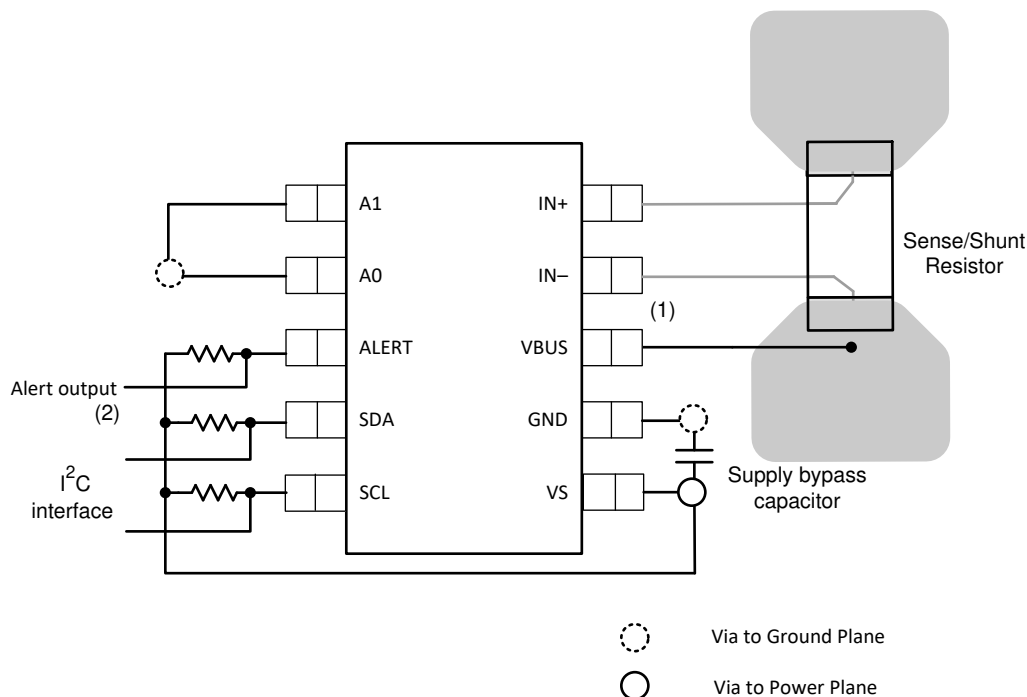 A1
A0
ALERT
SDA
SCL
IN+
IN–
(1)
VBUS
GND
VS
Sense/Shunt
Resistor
Alert output
(2)
I²C
interface
Supply bypass
capacitor
Via to Ground Plane
Via to Power Plane